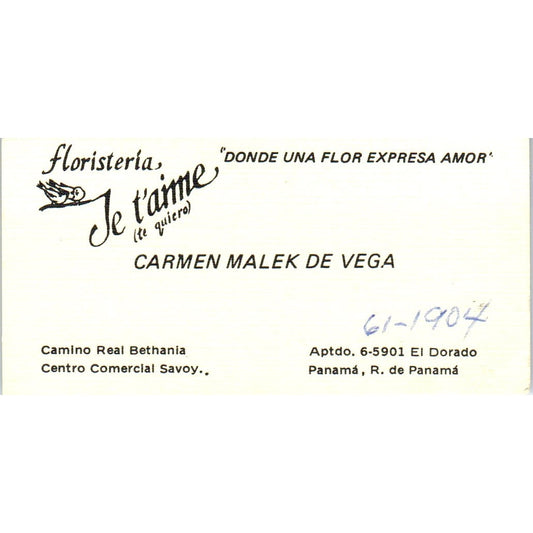 floristería
"DONDE UNA FLOR EXPRESA AMOR"
Je t'aime
(te quiero)
CARMEN MALEK DE VEGA
61-1904
Camino Real Bethania
Centro Comercial Savoy..
Aptdo. 6-5901 El Dorado
Panamá, R. de Panamá